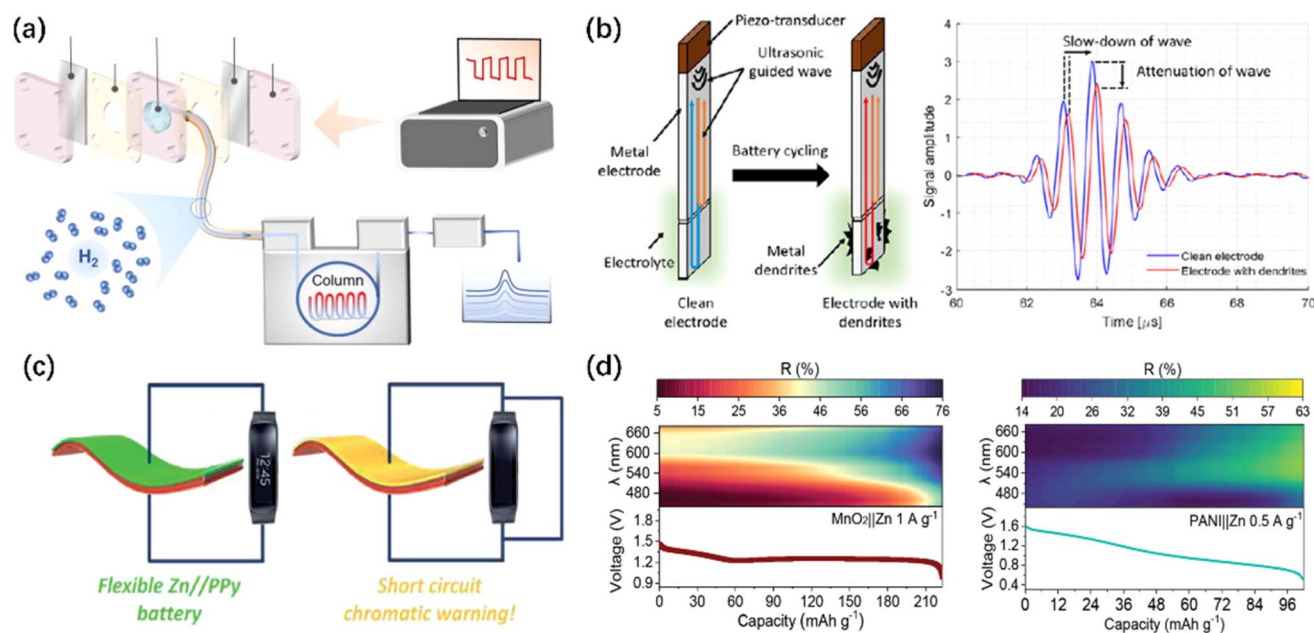 (a)
H₂
Column
(b)
Piezo-transducer
Ultrasonic
guided wave
Metal
electrode
Battery cycling
Electrolyte
Metal
dendrites
Clean
electrode
Electrode with
dendrites
Signal amplitude
4
3
2
1
0
-1
-2
-3
Slow-down of wave
Attenuation of wave
Clean electrode
Electrode with dendrites
60 62 64 66 68 70
Time [μs]
(c)
12:45
Flexible Zn//PPy
battery
Short circuit
chromatic warning!
(d)
R (%)
5 15 25 36 46 56 66 76
λ (nm)
660
600
540
480
MnO₂||Zn 1 A g⁻¹
Voltage (V)
1.8
1.5
1.2
0.9
0 30 60 90 120 150 180 210
Capacity (mAh g⁻¹)
R (%)
14 20 26 32 39 45 51 57 63
λ (nm)
660
600
540
480
PANI||Zn 0.5 A g⁻¹
Voltage (V)
1.6
1.2
0.8
0.4
0 12 24 36 48 60 72 84 96
Capacity (mAh g⁻¹)